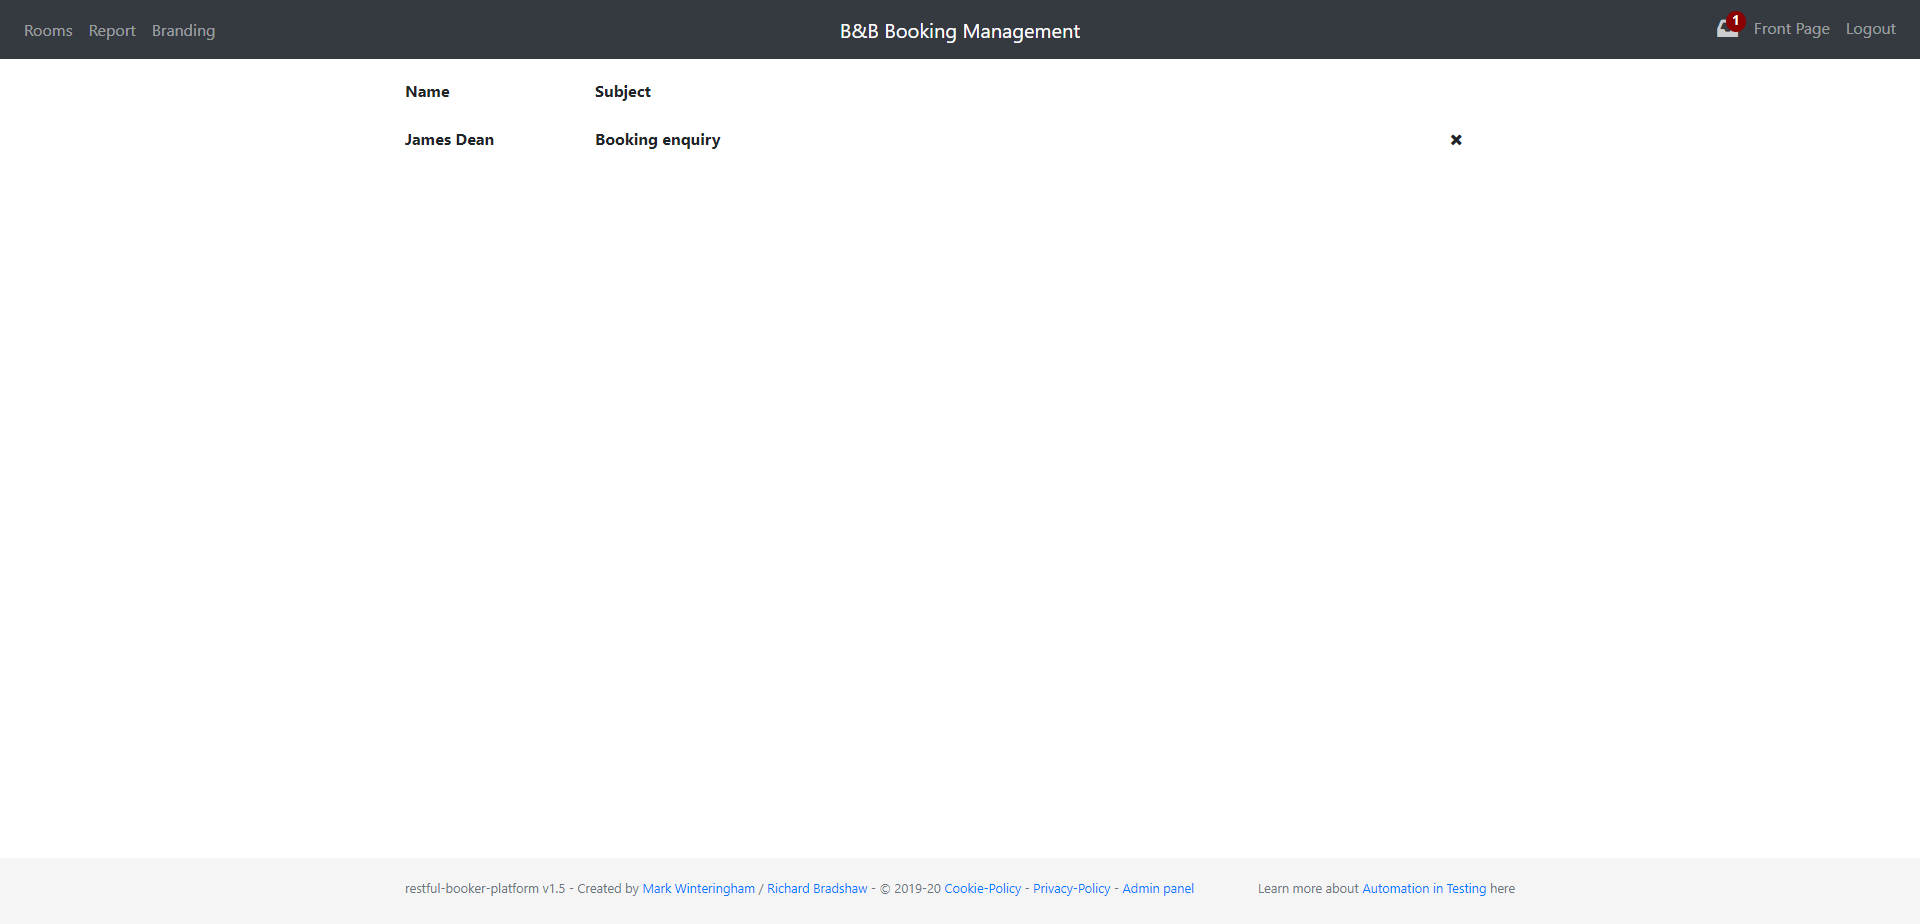 Rooms Report Branding B&B Booking Management 1 Front Page Logout
Name Subject
James Dean Booking enquiry
restful-booker-platform v1.5 - Created by Mark Winteringham / Richard Bradshaw - © 2019-20 Cookie-Policy - Privacy-Policy - Admin panel Learn more about Automation in Testing here